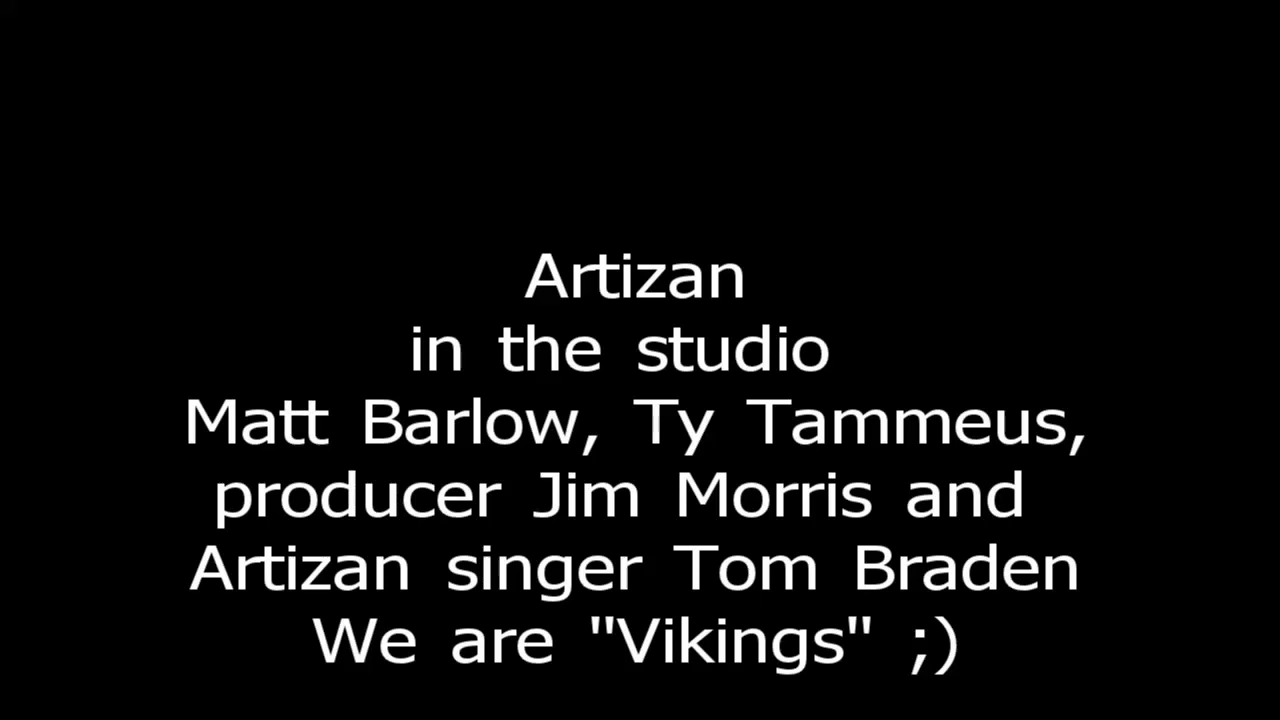 Artizan
in the studio
Matt Barlow, Ty Tammeus,
producer Jim Morris and
Artizan singer Tom Braden
We are "Vikings" ;)